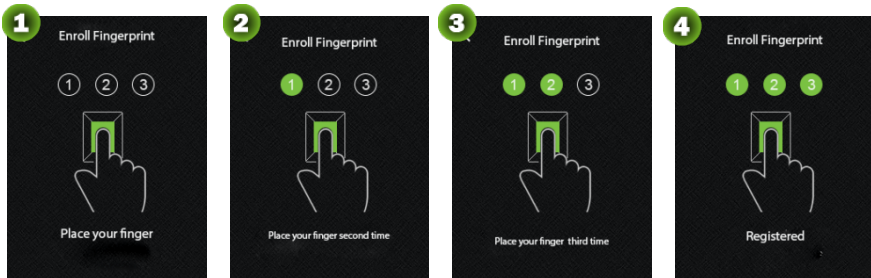 1
Enroll Fingerprint
1 2 3
Place your finger
2
Enroll Fingerprint
1 2 3
Place your finger second time
3
Enroll Fingerprint
1 2 3
Place your finger third time
4
Enroll Fingerprint
1 2 3
Registered